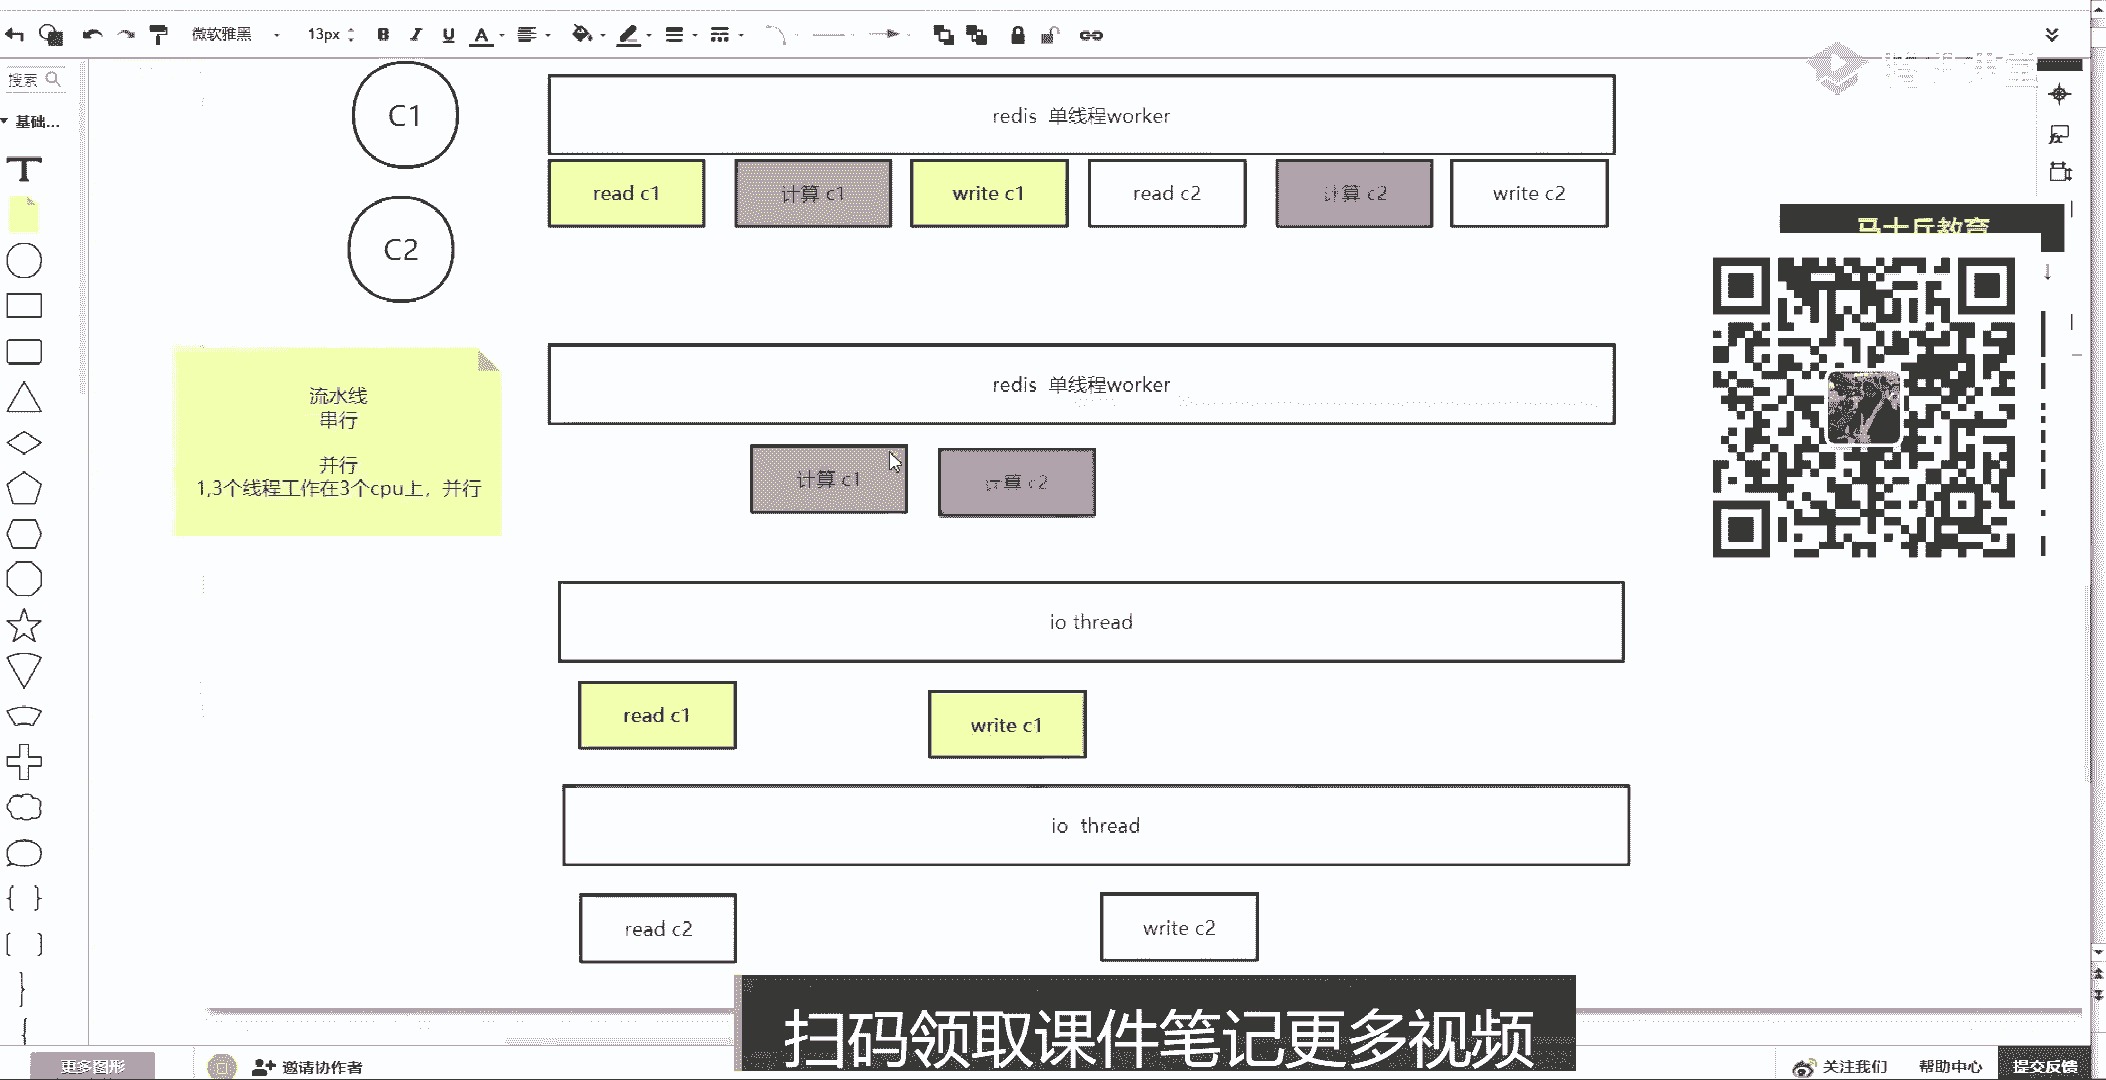 微软雅黑
13px
B I U A
搜索
基础...
T
C1
redis 单线程worker
read c1
计算 c1
write c1
read c2
计算 c2
write c2
C2
马士兵教育
流水线
串行
并行
1,3个线程工作在3个cpu上，并行
redis 单线程worker
计算 c1
计算 c2
io thread
read c1
write c1
io thread
read c2
write c2
扫码领取课件笔记更多视频
更多图形
邀请协作者
关注我们
帮助中心
提交反馈